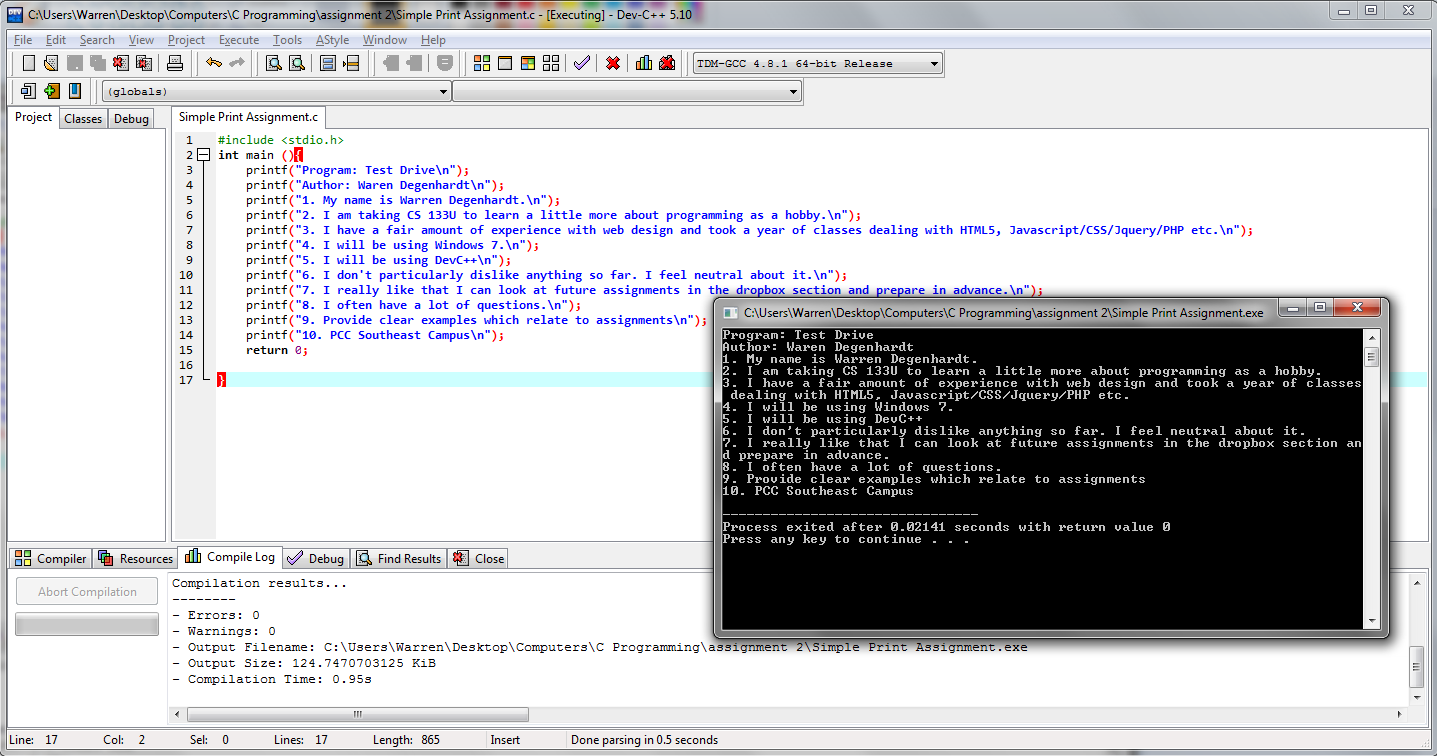 C:\Users\Warren\Desktop\Computers\C Programming\assignment 2\Simple Print Assignment.c - [Executing] - Dev-C++ 5.10
File Edit Search View Project Execute Tools AStyle Window Help
TDM-GCC 4.8.1 64-bit Release
(globals)
Project Classes Debug
Simple Print Assignment.c
1 #include <stdio.h>
2 int main (){
3 printf("Program: Test Drive\n");
4 printf("Author: Waren Degenhardt\n");
5 printf("1. My name is Warren Degenhardt.\n");
6 printf("2. I am taking CS 133U to learn a little more about programming as a hobby.\n");
7 printf("3. I have a fair amount of experience with web design and took a year of classes dealing with HTML5, Javascript/CSS/Jquery/PHP etc.\n");
8 printf("4. I will be using Windows 7.\n");
9 printf("5. I will be using DevC++\n");
10 printf("6. I don't particularly dislike anything so far. I feel neutral about it.\n");
11 printf("7. I really like that I can look at future assignments in the dropbox section and prepare in advance.\n");
12 printf("8. I often have a lot of questions.\n");
13 printf("9. Provide clear examples which relate to assignments\n");
14 printf("10. PCC Southeast Campus\n");
15 return 0;
16
17 }
C:\Users\Warren\Desktop\Computers\C Programming\assignment 2\Simple Print Assignment.exe
Program: Test Drive
Author: Waren Degenhardt
1. My name is Warren Degenhardt.
2. I am taking CS 133U to learn a little more about programming as a hobby.
3. I have a fair amount of experience with web design and took a year of classes
dealing with HTML5, Javascript/CSS/Jquery/PHP etc.
4. I will be using Windows 7.
5. I will be using DevC++
6. I don't particularly dislike anything so far. I feel neutral about it.
7. I really like that I can look at future assignments in the dropbox section an
d prepare in advance.
8. I often have a lot of questions.
9. Provide clear examples which relate to assignments
10. PCC Southeast Campus
--------------------------------
Process exited after 0.02141 seconds with return value 0
Press any key to continue . . .
Compiler Resources Compile Log Debug Find Results Close
Abort Compilation
Compilation results...
--------
- Errors: 0
- Warnings: 0
- Output Filename: C:\Users\Warren\Desktop\Computers\C Programming\assignment 2\Simple Print Assignment.exe
- Output Size: 124.7470703125 KiB
- Compilation Time: 0.95s
Line: 17 Col: 2 Sel: 0 Lines: 17 Length: 865 Insert Done parsing in 0.5 seconds